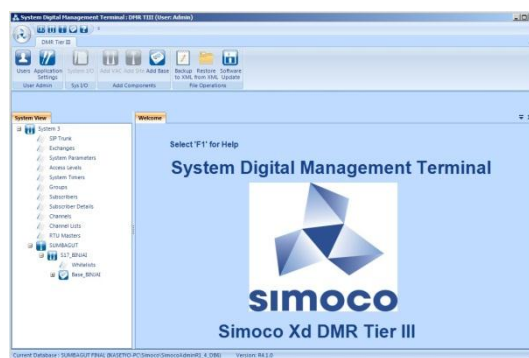 System Digital Management Terminal : DMR TIII (User: Admin)
DMR Tier III
Users Application Settings System I/O Add VHC Add Site Add Base Backup to XML Restore from XML Software Update
User Admin Sys I/O Add Components File Operations
System View
Welcome
System 3
SIP Trunk
Exchanges
System Parameters
Access Levels
System Timers
Groups
Subscribers
Subscriber Details
Channels
Channel Lists
RTU Masters
SUMBAGUT
S17_BINJAI
Whitelists
Base_BINJAI
Select 'F1' for Help
System Digital Management Terminal
SIMOCO
Simoco Xd DMR Tier III
Current Database : SUMBAGUT FINAL Version: R4.1.0